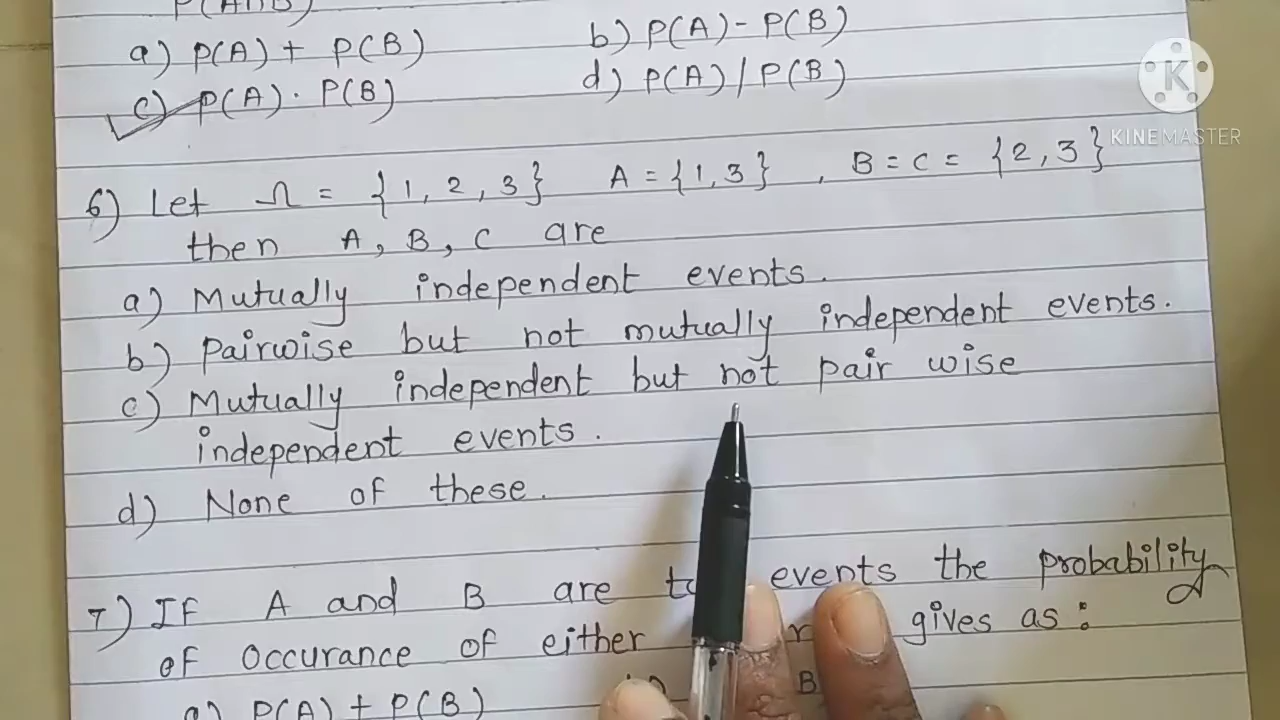 P(A∩B)
a) P(A) + P(B) b) P(A) - P(B)
c) P(A) · P(B) d) P(A) / P(B)
KINEMASTER
6) Let Ω = {1, 2, 3} A = {1, 3} , B = C = {2, 3}
then A, B, C are
a) Mutually independent events.
b) Pairwise but not mutually independent events.
c) Mutually independent but not pair wise
independent events.
d) None of these.
7) If A and B are events the probability
of occurance of either gives as :
a) P(A) + P(B) B